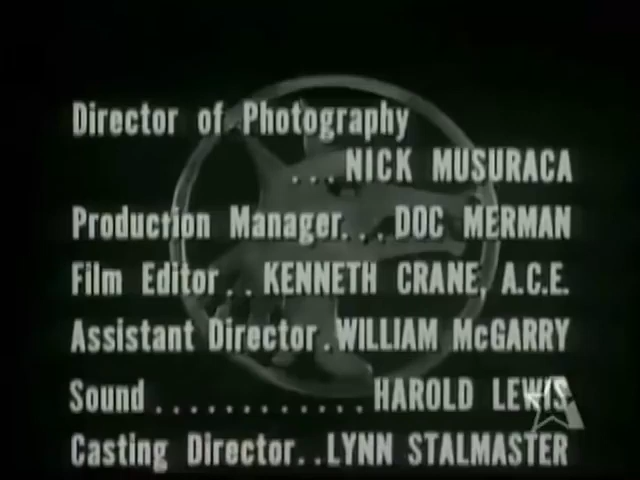 Director of Photography
. . . NICK MUSURACA
Production Manager. . . DOC MERMAN
Film Editor . . KENNETH CRANE, A.C.E.
Assistant Director . WILLIAM McGARRY
Sound . . . . . . . . . . . . HAROLD LEWIS
Casting Director. . LYNN STALMASTER